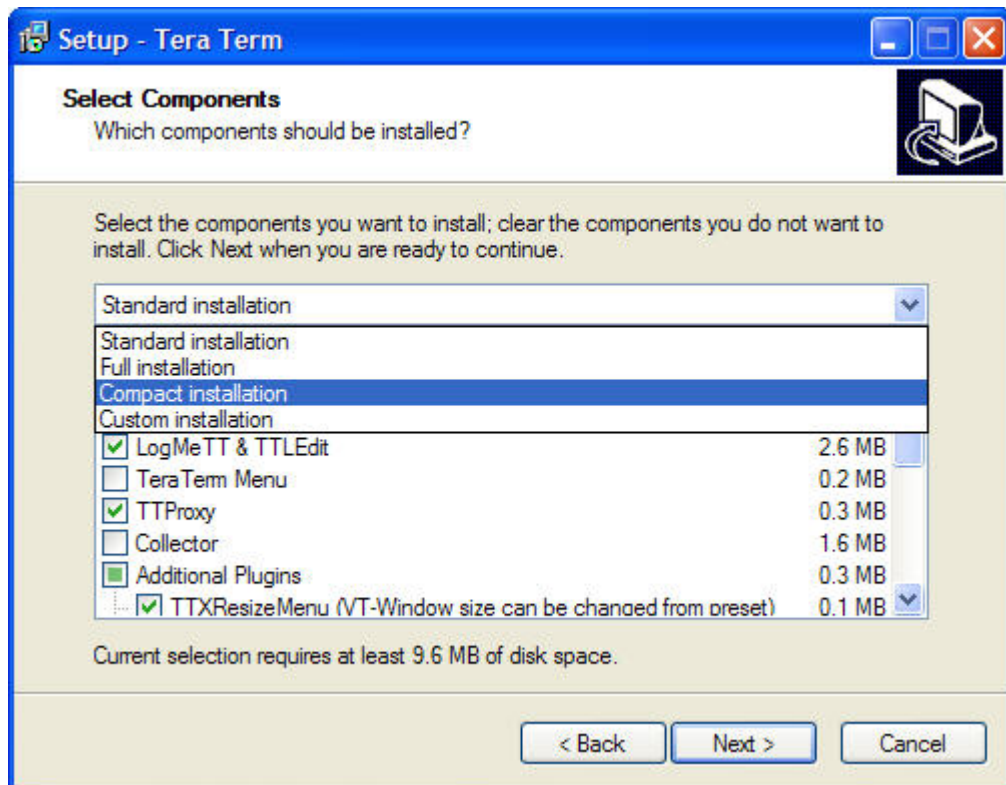 Setup - Tera Term
Select Components
Which components should be installed?
Select the components you want to install; clear the components you do not want to
install. Click Next when you are ready to continue.
Standard installation
Standard installation
Full installation
Compact installation
Custom installation
LogMeTT & TTLEdit 2.6 MB
TeraTerm Menu 0.2 MB
TTProxy 0.3 MB
Collector 1.6 MB
Additional Plugins 0.3 MB
TTXResizeMenu (VT-Window size can be changed from preset) 0.1 MB
Current selection requires at least 9.6 MB of disk space.
< Back Next > Cancel